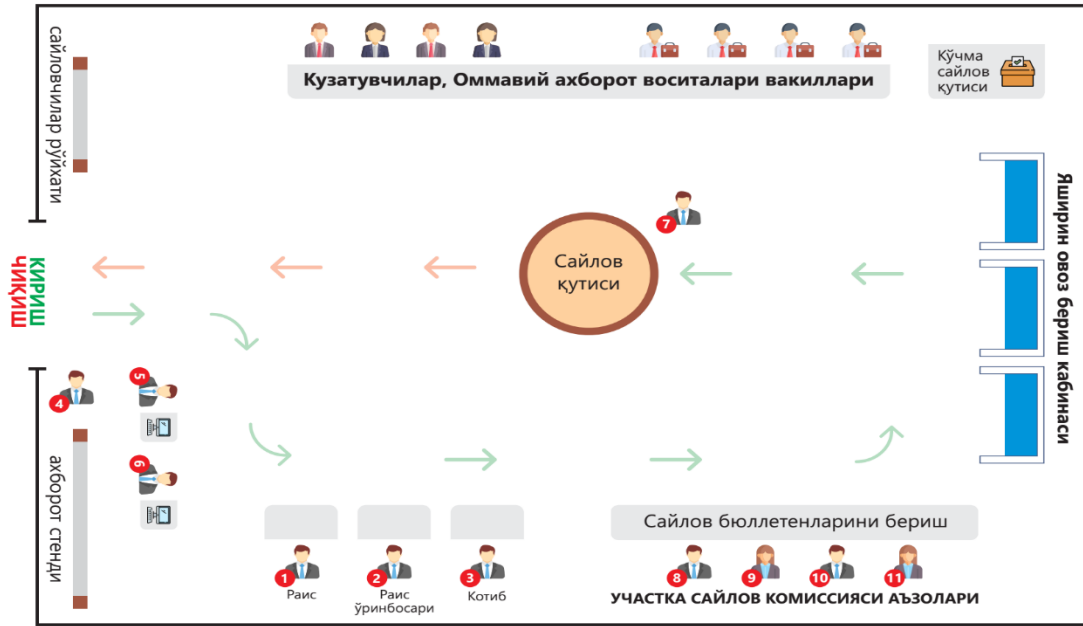 сайловчилар рўйхати
Кузатувчилар, Оммавий ахборот воситалари вакиллари
Кўчма
сайлов
қутиси
7
Сайлов
қутиси
Яширин овоз бериш кабинаси
КИРИШ
ЧИҚИШ
4
5
6
ахборот стенди
1
Раис
2
Раис
ўринбосари
3
Котиб
Сайлов бюллетенларини бериш
8
9
10
11
УЧАСТКА САЙЛОВ КОМИССИЯСИ АЪЗОЛАРИ